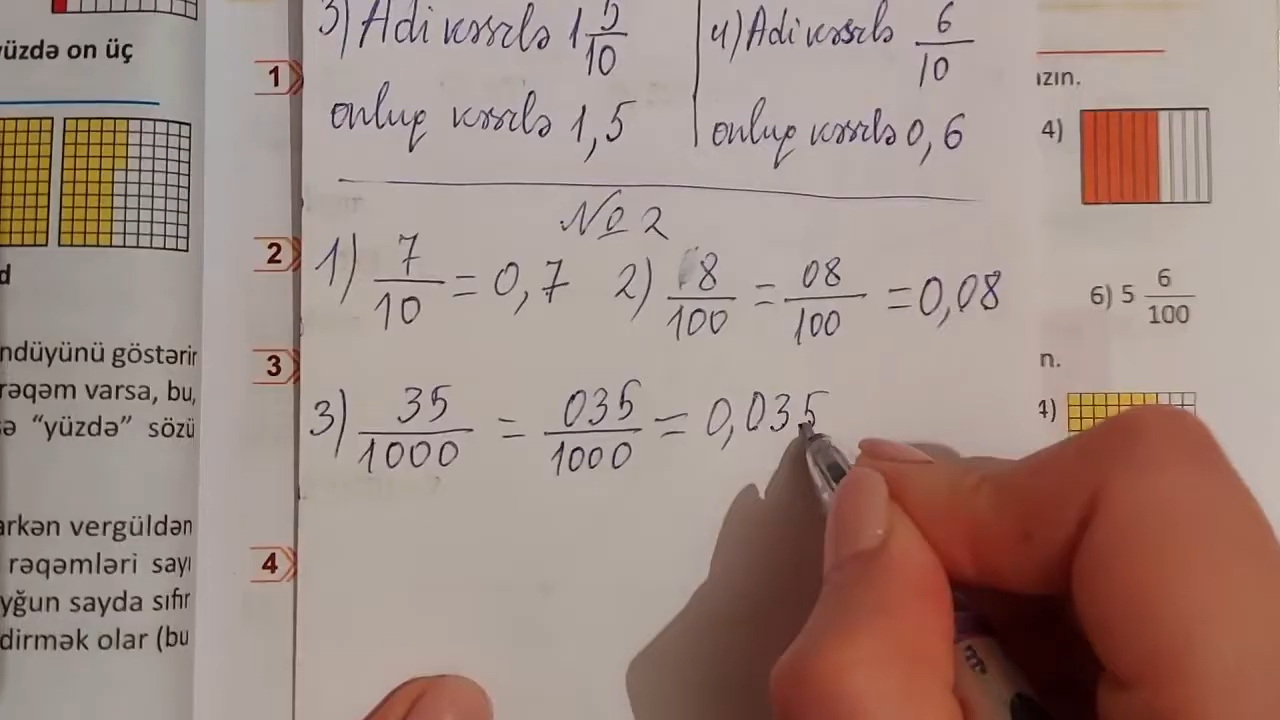 yüzdə on üç
d
ndüyünü göstərir
rəqəm varsa, bu,
ə “yüzdə” sözü
arkən vergüldən
rəqəmləri sayı
yğun sayda sıfır
dirmək olar (bu
1
2
3
4
3) Adi kəsrlə 1 5/10
onluq kəsrlə 1,5
4) Adi kəsrlə 6/10
onluq kəsrlə 0,6
№ 2
1) 7/10 = 0,7 2) 8/100 = 08/100 = 0,08
3) 35/1000 = 035/1000 = 0,035
ızın.
4)
6) 5 6/100
n.
4)